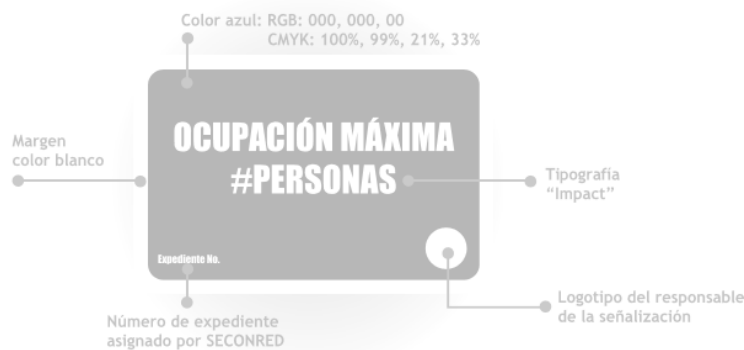 Color azul: RGB: 000, 000, 00
CMYK: 100%, 99%, 21%, 33%
OCUPACIÓN MÁXIMA
#PERSONAS
Margen
color blanco
Tipografía
“Impact”
Expediente No.
Logotipo del responsable
de la señalización
Número de expediente
asignado por SECONRED